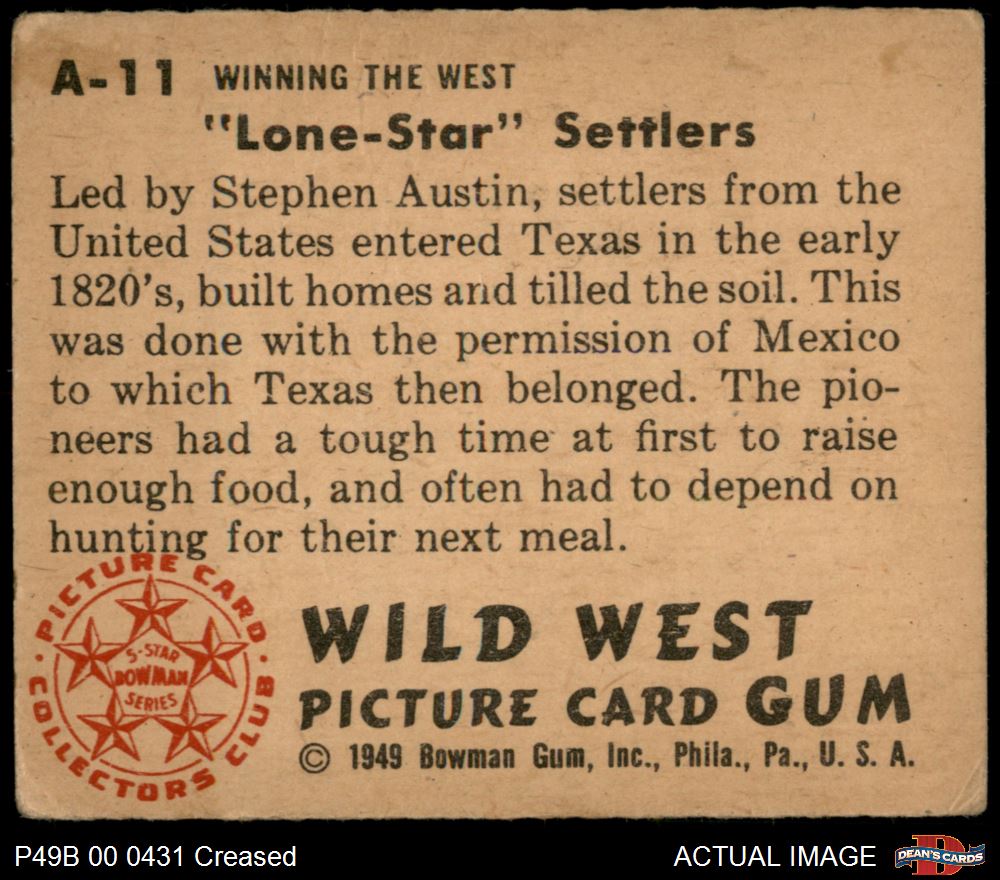 A-11 WINNING THE WEST
"Lone-Star" Settlers
Led by Stephen Austin, settlers from the
United States entered Texas in the early
1820's, built homes and tilled the soil. This
was done with the permission of Mexico
to which Texas then belonged. The pio-
neers had a tough time at first to raise
enough food, and often had to depend on
hunting for their next meal.
PICTURE CARD
COLLECTORS CLUB
5-STAR
BOWMAN
SERIES
WILD WEST
PICTURE CARD GUM
© 1949 Bowman Gum, Inc., Phila., Pa., U. S. A.
P49B 00 0431 Creased
ACTUAL IMAGE
D
DEAN'S CARDS